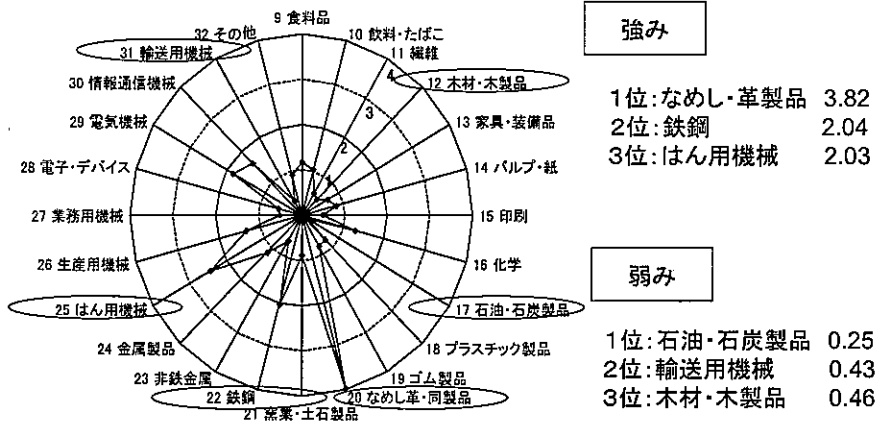 9 食料品
10 飲料・たばこ
11 繊維
12 木材・木製品
13 家具・装備品
14 パルプ・紙
15 印刷
16 化学
17 石油・石炭製品
18 プラスチック製品
19 ゴム製品
20 なめし革・同製品
21 窯業・土石製品
22 鉄鋼
23 非鉄金属
24 金属製品
25 はん用機械
26 生産用機械
27 業務用機械
28 電子・デバイス
29 電気機械
30 情報通信機械
31 輸送用機械
32 その他
4
3
2
1
強み
1位:なめし・革製品 3.82
2位:鉄鋼 2.04
3位:はん用機械 2.03
弱み
1位:石油・石炭製品 0.25
2位:輸送用機械 0.43
3位:木材・木製品 0.46